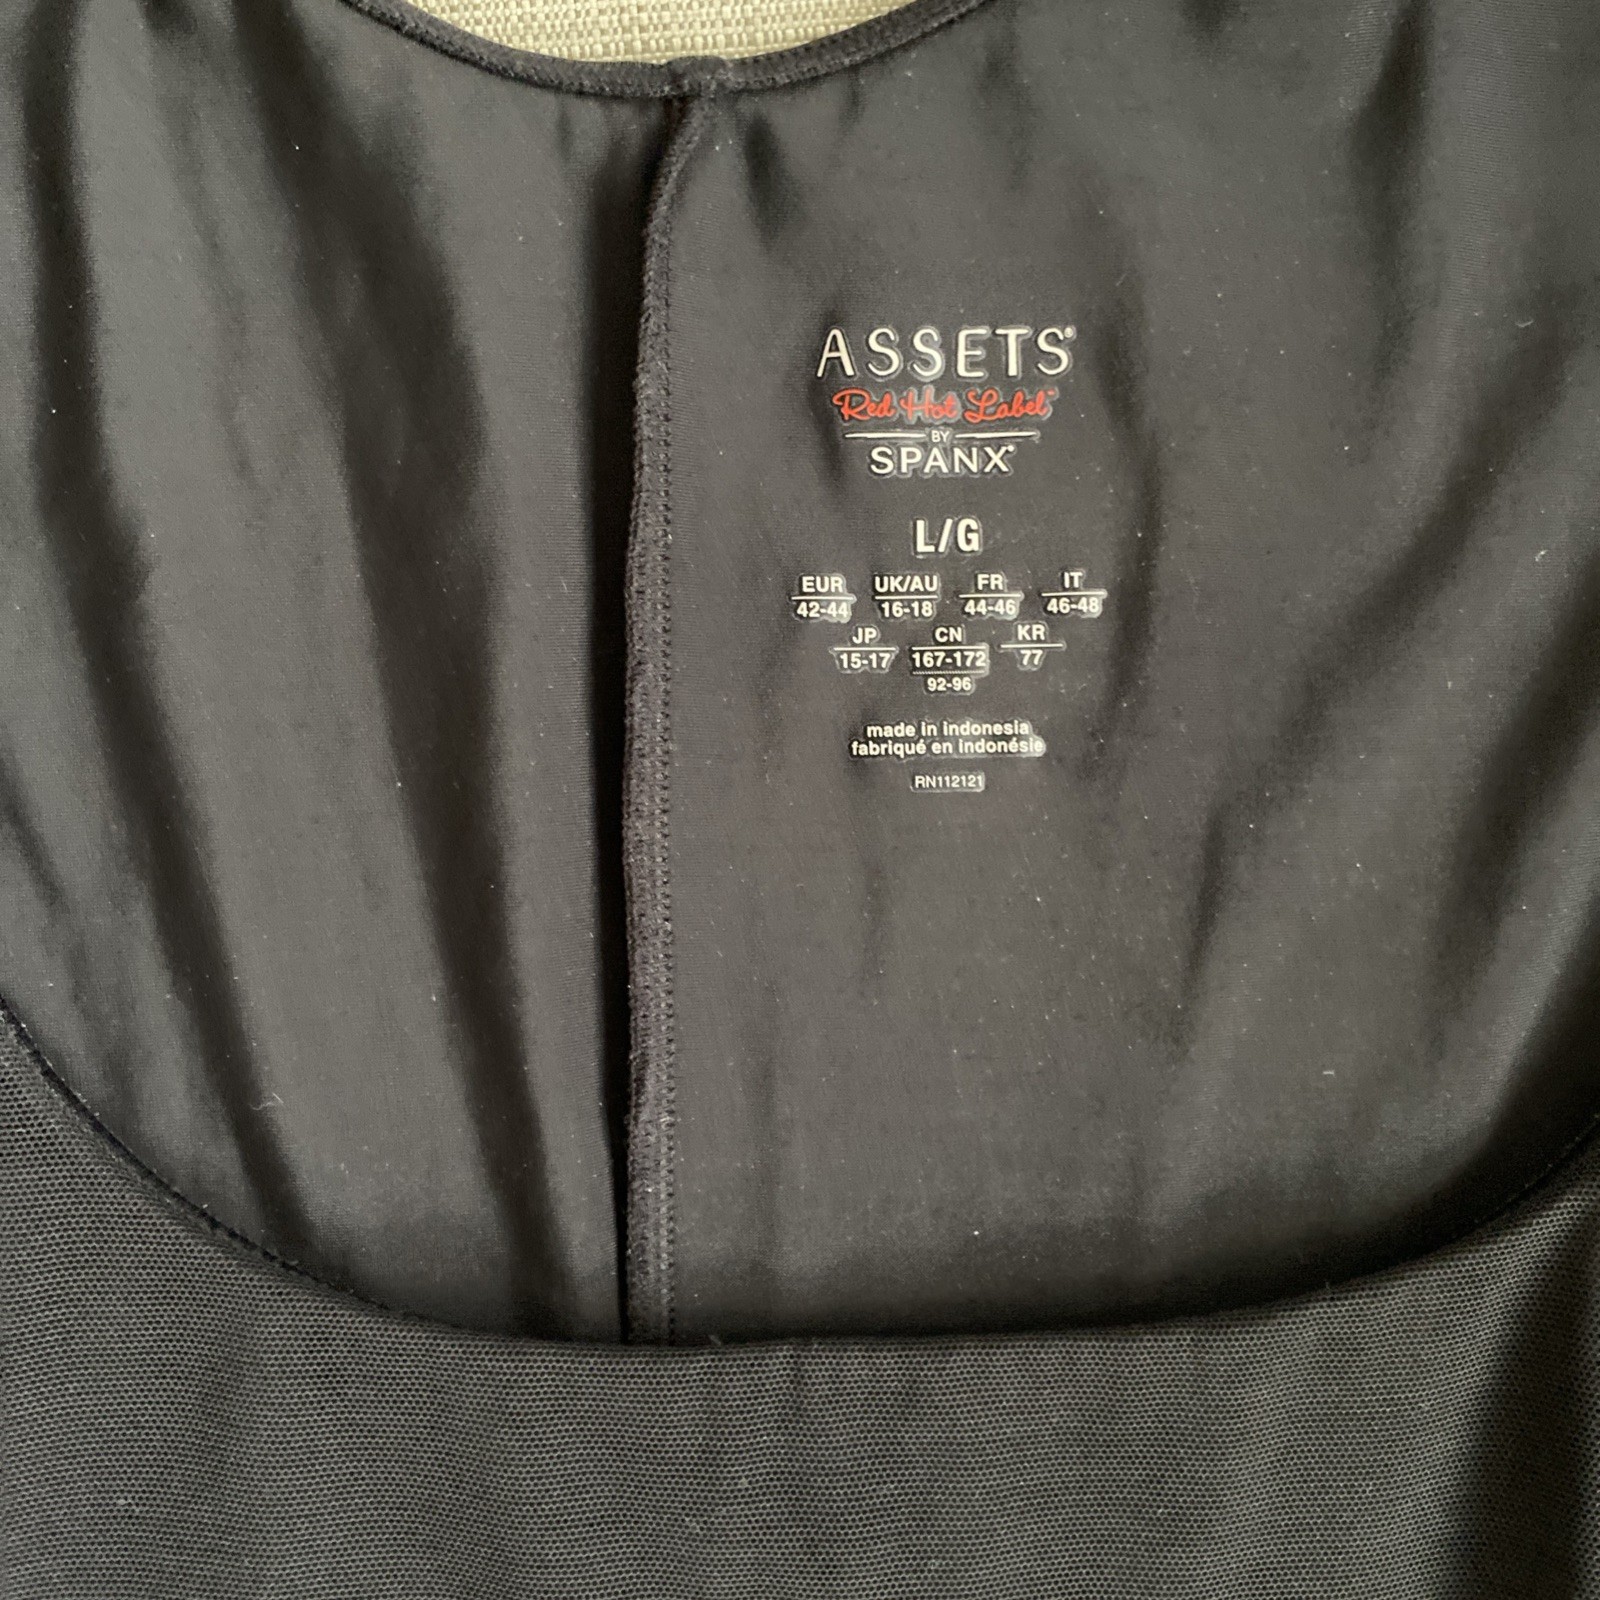 ASSETS®
Red Hot Label™
BY
SPANX®
L/G
EUR UK/AU FR IT
42-44 16-18 44-46 46-48
JP CN KR
15-17 167-172 77
92-96
made in indonesia
fabriqué en indonésie
RN112121